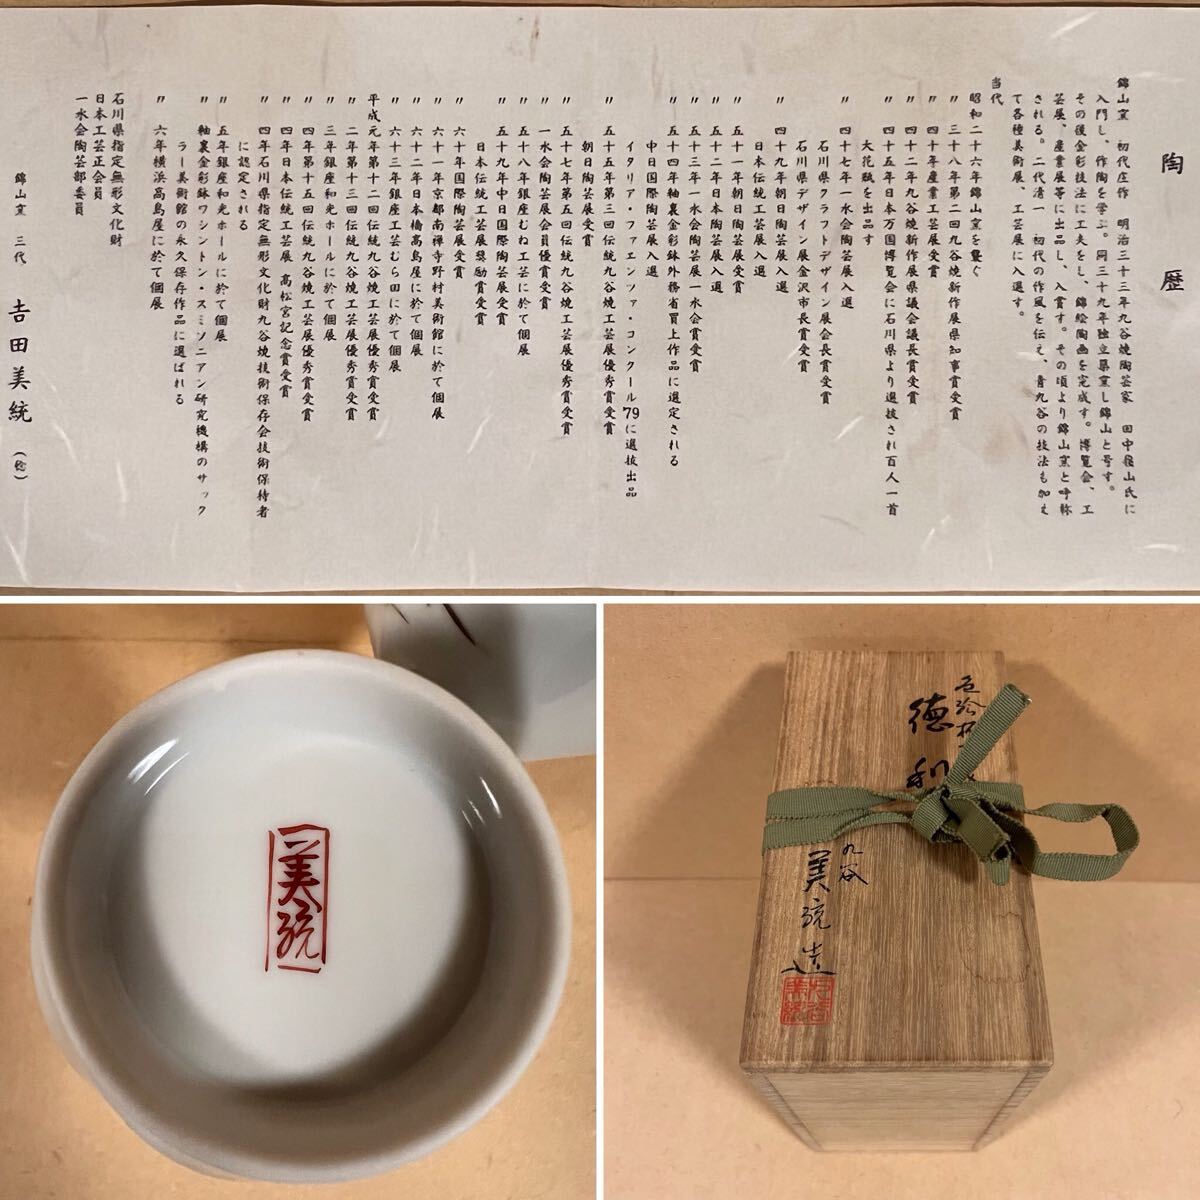 陶歴
錦山窯 初代庄作 明治三十三年九谷焼陶芸家 田中錥山氏に
入門し、作陶を学ぶ。同三十九年独立築窯し錦山と号す。
その後金彩技法に工夫をし、錦絵陶画を完成す。博覧会、工
芸展、産業展等に出品し、入賞す。その頃より錦山窯と呼称
される。二代清一 初代の作風を伝え、青九谷の技法も加え
て各種美術展、工芸展に入選す。
当代
昭和二十六年錦山窯を襲ぐ
〃 三十八年第二回九谷焼新作展県知事賞受賞
〃 四十年産業工芸展受賞
〃 四十二年九谷焼新作展県議会議長賞受賞
〃 四十五年日本万国博覧会に石川県より選抜され百人一首
大花瓶を出品す
〃 四十七年一水会陶芸展入選
石川県クラフトデザイン展会長賞受賞
石川県デザイン展金沢市長賞受賞
〃 四十九年朝日陶芸展入選
日本伝統工芸展入選
〃 五十一年朝日陶芸展受賞
〃 五十二年日本陶芸展入選
〃 五十三年一水会陶芸展一水会賞受賞
〃 五十四年釉裏金彩鉢外務省買上作品に選定される
中日国際陶芸展入選
イタリア・ファエンツァ・コンクール79に選抜出品
〃 五十五年第三回伝統九谷焼工芸展優秀賞受賞
朝日陶芸展受賞
〃 五十七年第五回伝統九谷焼工芸展優秀賞受賞
一水会陶芸展会員優賞受賞
〃 五十八年銀座むね工芸に於て個展
〃 五十九年中日国際陶芸展受賞
日本伝統工芸展奨励賞受賞
〃 六十年国際陶芸展受賞
〃 六十一年京都南禅寺野村美術館に於て個展
〃 六十二年日本橋高島屋に於て個展
〃 六十三年銀座工芸むら田に於て個展
平成元年第十二回伝統九谷焼工芸展優秀賞受賞
〃 二年第十三回伝統九谷焼工芸展優秀賞受賞
〃 三年銀座和光ホールに於て個展
〃 四年第十五回伝統九谷焼工芸展優秀賞受賞
〃 四年日本伝統工芸展 高松宮記念賞受賞
〃 四年石川県指定無形文化財九谷焼技術保存会技術保持者
に認定される
〃 五年銀座和光ホールに於て個展
〃 釉裏金彩鉢ワシントン・スミソニアン研究機構のサック
ラー美術館の永久保存作品に選ばれる
〃 六年横浜高島屋に於て個展
石川県指定無形文化財
日本工芸正会員
一水会陶芸部委員
錦山窯 三代 吉田美統 (稔)
美統
徳利
九谷
美統造
九谷美統